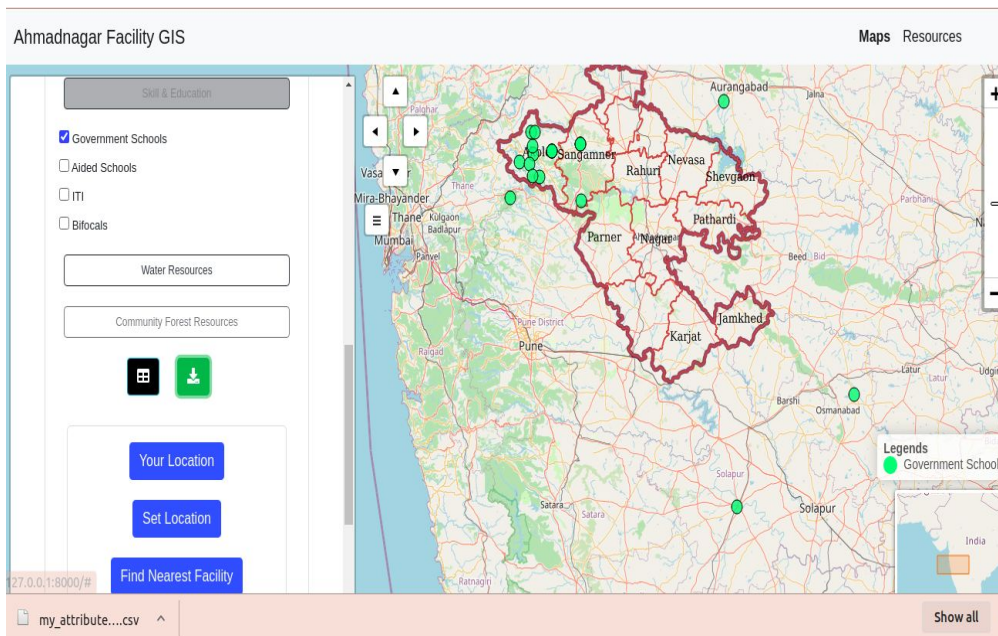 Ahmadnagar Facility GIS
Maps Resources
Skill & Education
Government Schools
Aided Schools
ITI
Bifocals
Water Resources
Community Forest Resources
Your Location
Set Location
Find Nearest Facility
127.0.0.1:8000/#
my_attribute....csv
Show all
Aurangabad
Jalna
Palghar
Sangamner
Nevasa
Rahuri
Shevgaon
Thane
Mira-Bhayander
Thane
Kulgaon
Badlapur
Mumbai
Panvel
Parbhani
Pathardi
Parner
Nagar
Beed
Bid
Jamkhed
Karjat
Pune District
Pune
Raigad
Latur
Latur
Barshi
Osmanabad
Legends
Government School
Solapur
Solapur
Satara
Satara
Ratnagiri
India